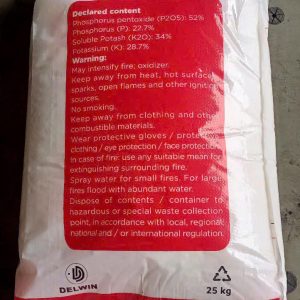 Declared content
Phosphorus pentoxide (P2O5): 52%
Phosphorus (P): 22.7%
Soluble Potash (K2O): 34%
Potassium (K): 28.7%
Warning:
May intensify fire; oxidizer.
Keep away from heat, hot surface
sparks, open flames and other ignition
sources.
No smoking.
Keep away from clothing and other
combustible materials.
Wear protective gloves / protective
clothing / eye protection / face protection.
In case of fire: use any suitable mean for
extinguishing surrounding fire.
Spray water for small fires. For large
fires flood with abundant water.
Dispose of contents / container to
hazardous or special waste collection
point, in accordance with local, regional,
national and / or international regulation.
DELWIN
25 kg